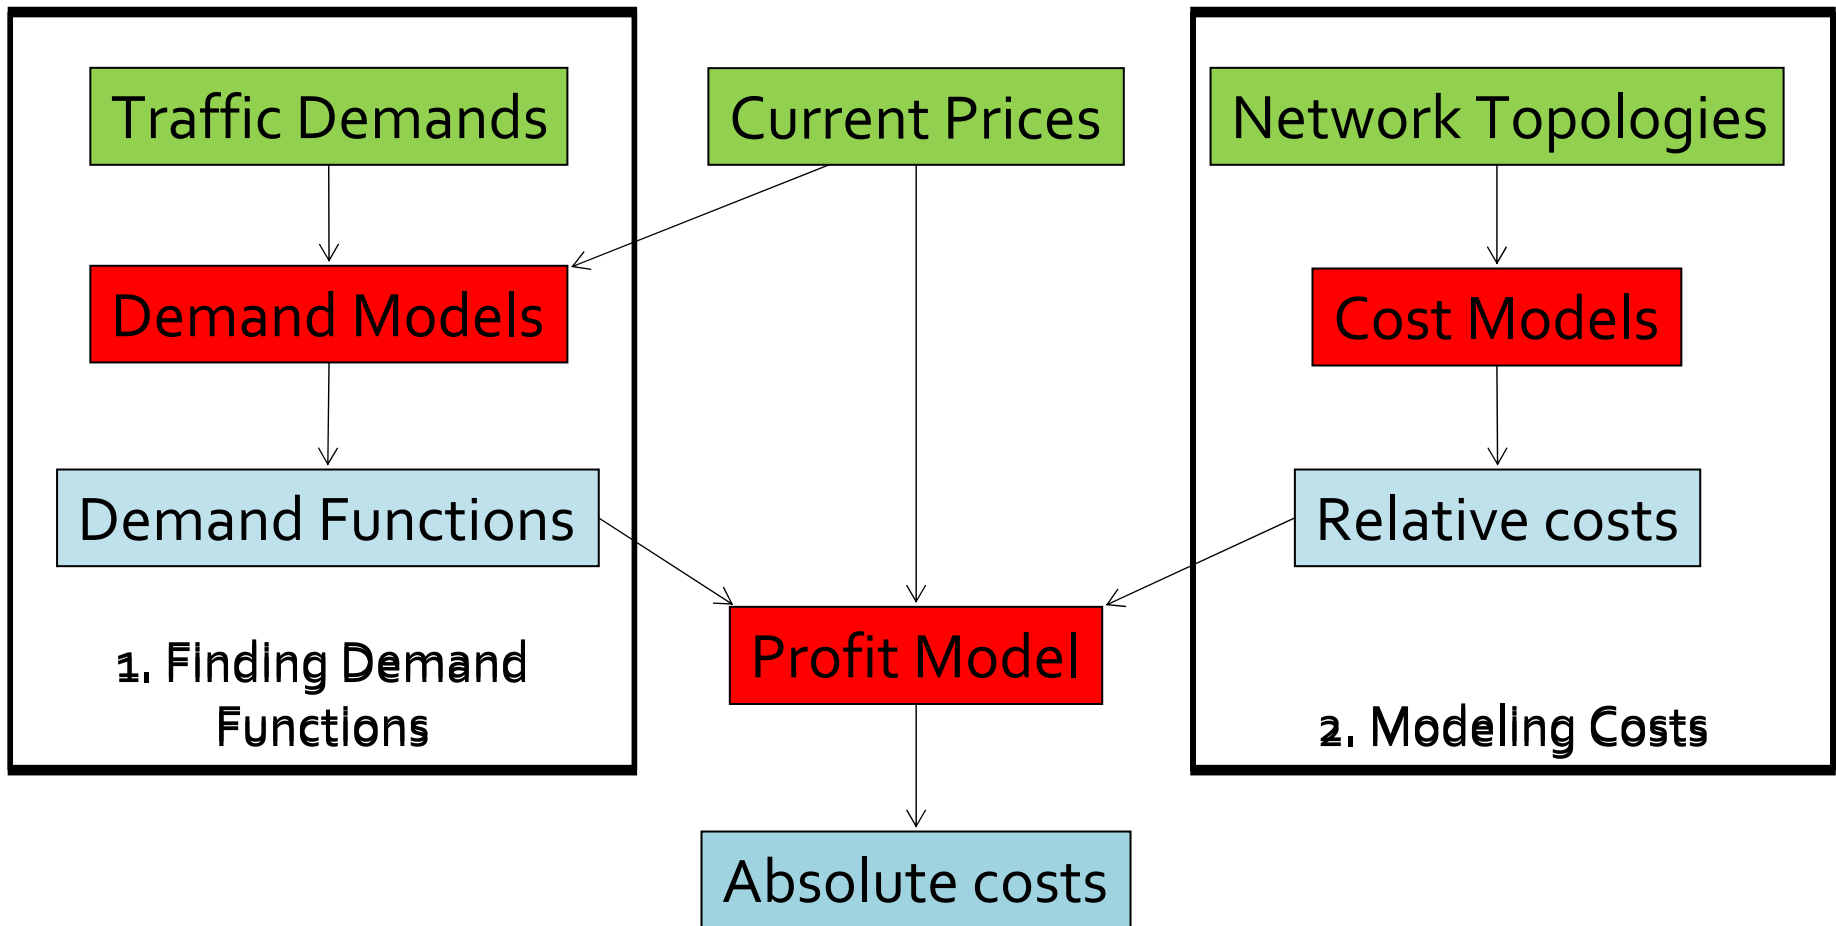 Traffic Demands
Current Prices
Network Topologies
Demand Models
Cost Models
Demand Functions
Relative costs
1. Finding Demand
Functions
Profit Model
2. Modeling Costs
Absolute costs